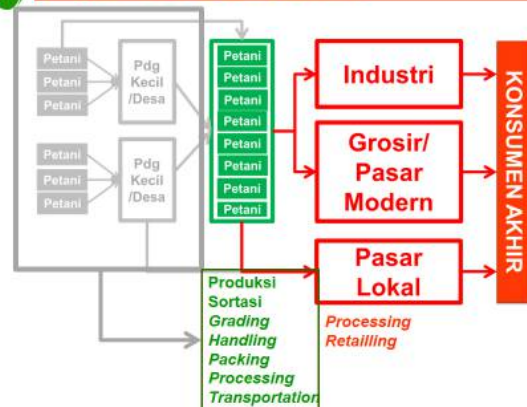 Petani
Petani
Petani
Pdg
Kecil
/Desa
Petani
Petani
Petani
Pdg
Kecil
/Desa
Petani
Petani
Petani
Petani
Petani
Petani
Petani
Petani
Industri
Grosir/
Pasar
Modern
Pasar
Lokal
KONSUMEN AKHIR
Produksi
Sortasi
Grading
Handling
Packing
Processing
Transportation
Processing
Retailling